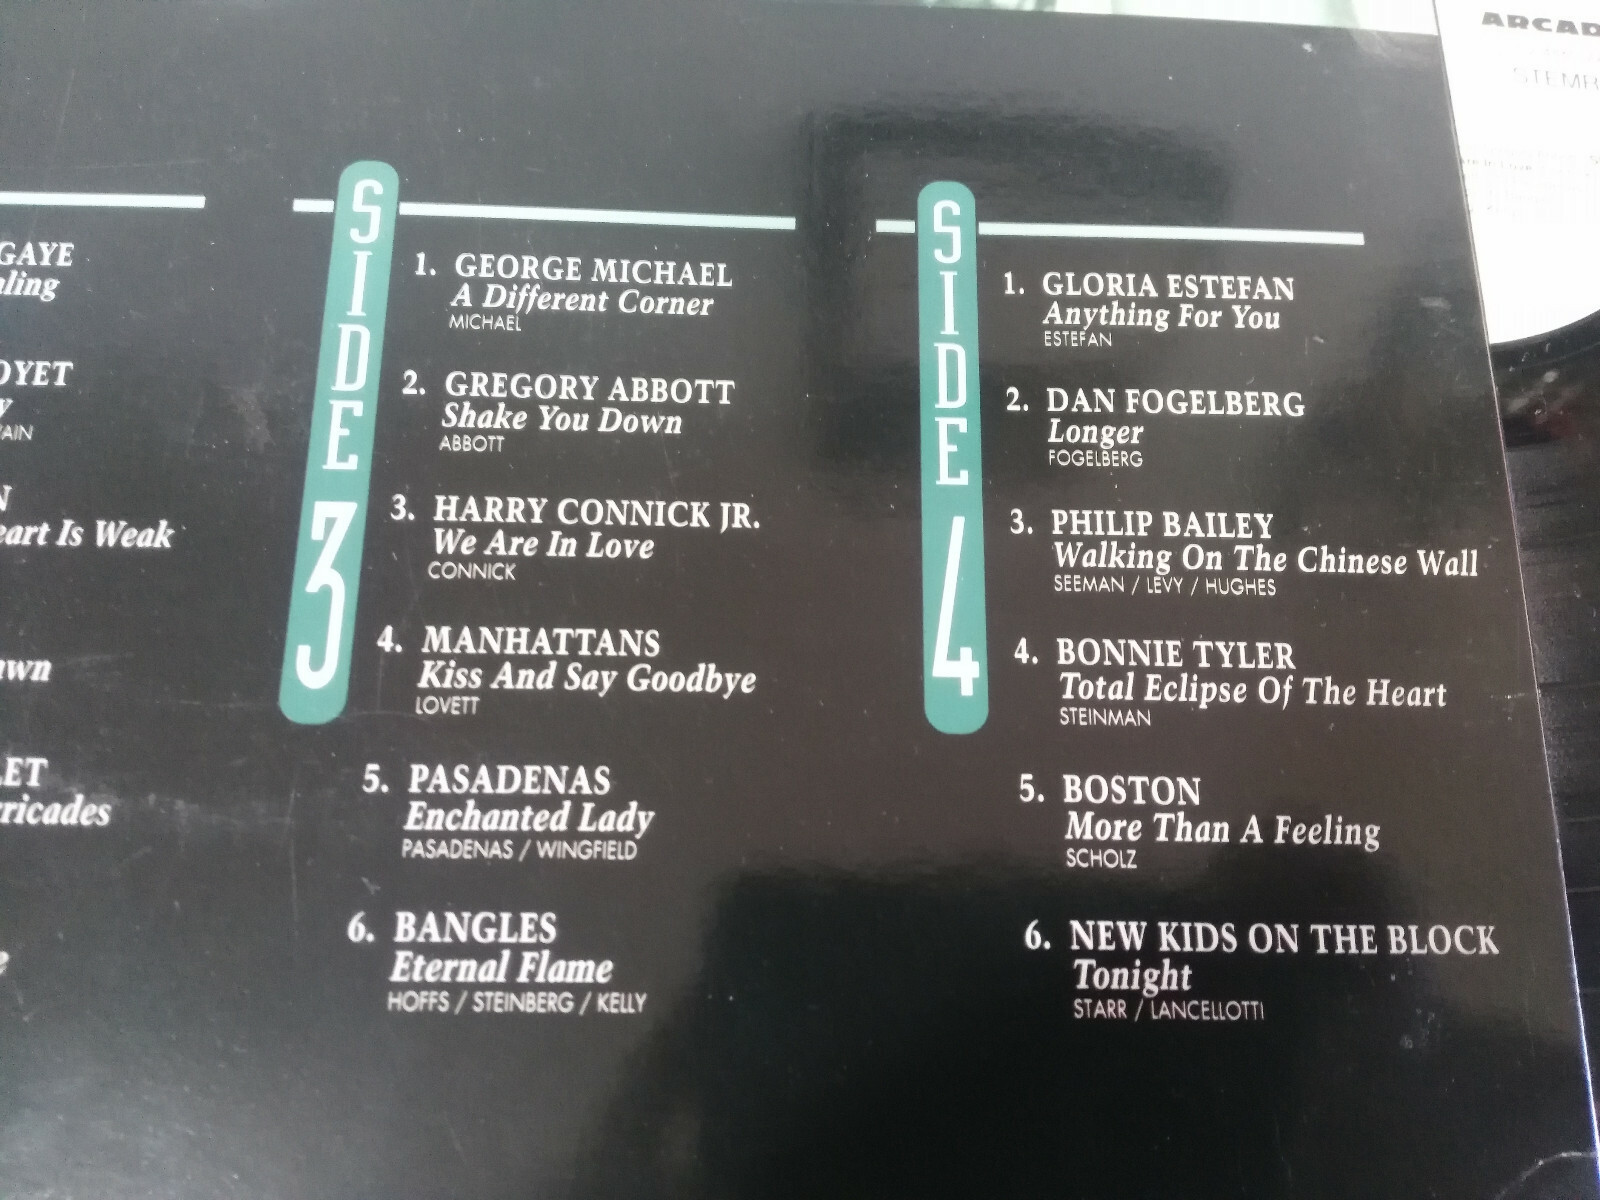 GAYE
OYET
AIN
eart Is Weak
LET
SIDE 3
1. GEORGE MICHAEL
A Different Corner
MICHAEL
2. GREGORY ABBOTT
Shake You Down
ABBOTT
3. HARRY CONNICK JR.
We Are In Love
CONNICK
4. MANHATTANS
Kiss And Say Goodbye
LOVETT
5. PASADENAS
Enchanted Lady
PASADENAS / WINGFIELD
6. BANGLES
Eternal Flame
HOFFS / STEINBERG / KELLY
SIDE 4
1. GLORIA ESTEFAN
Anything For You
ESTEFAN
2. DAN FOGELBERG
Longer
FOGELBERG
3. PHILIP BAILEY
Walking On The Chinese Wall
SEEMAN / LEVY / HUGHES
4. BONNIE TYLER
Total Eclipse Of The Heart
STEINMAN
5. BOSTON
More Than A Feeling
SCHOLZ
6. NEW KIDS ON THE BLOCK
Tonight
STARR / LANCELLOTTI
ARCAD
STEMR